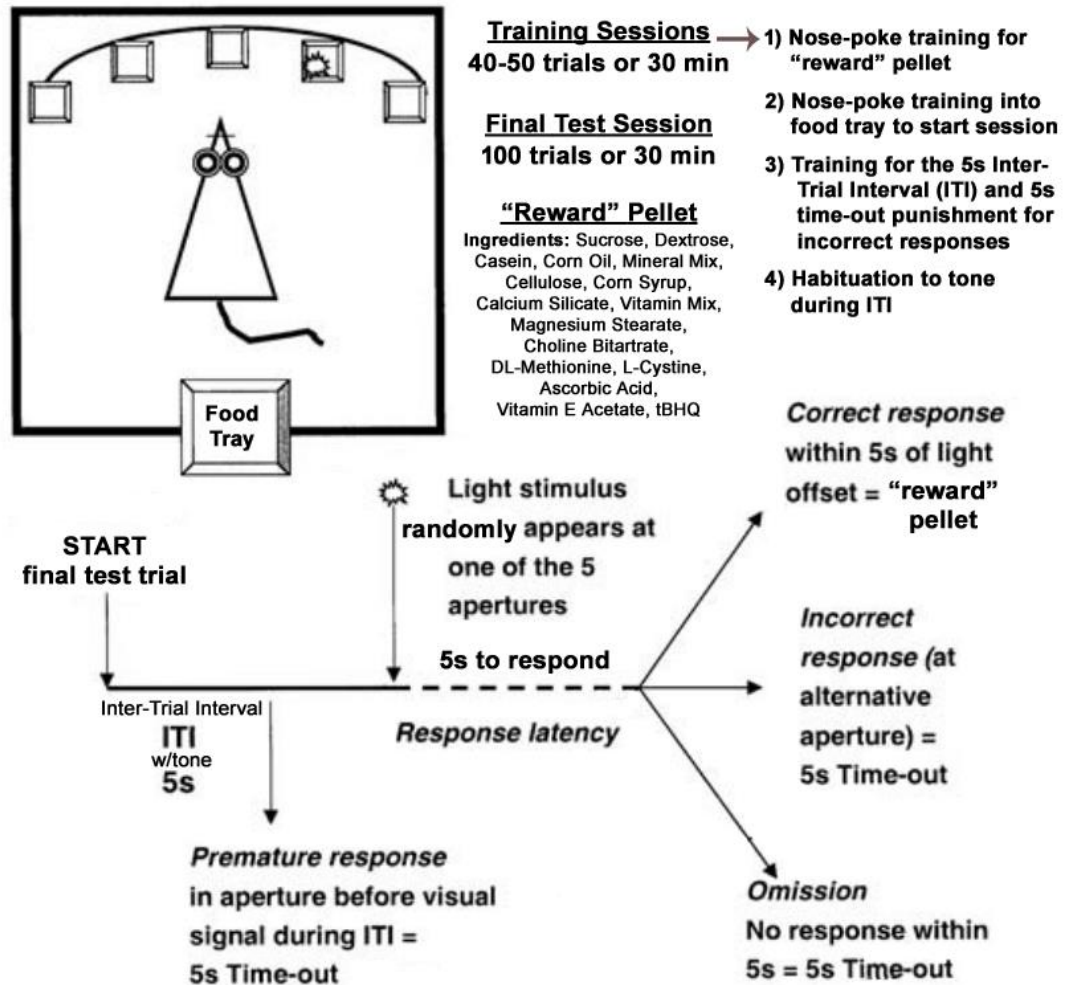 Training Sessions
40-50 trials or 30 min
Final Test Session
100 trials or 30 min
“Reward” Pellet
Ingredients: Sucrose, Dextrose,
Casein, Corn Oil, Mineral Mix,
Cellulose, Corn Syrup,
Calcium Silicate, Vitamin Mix,
Magnesium Stearate,
Choline Bitartrate,
DL-Methionine, L-Cystine,
Ascorbic Acid,
Vitamin E Acetate, tBHQ
1) Nose-poke training for
“reward” pellet
2) Nose-poke training into
food tray to start session
3) Training for the 5s Inter-
Trial Interval (ITI) and 5s
time-out punishment for
incorrect responses
4) Habituation to tone
during ITI
Food
Tray
START
final test trial
Light stimulus
randomly appears at
one of the 5
apertures
5s to respond
Response latency
Inter-Trial Interval
ITI
w/tone
5s
Premature response
in aperture before visual
signal during ITI =
5s Time-out
Correct response
within 5s of light
offset = “reward”
pellet
Incorrect
response (at
alternative
aperture) =
5s Time-out
Omission
No response within
5s = 5s Time-out